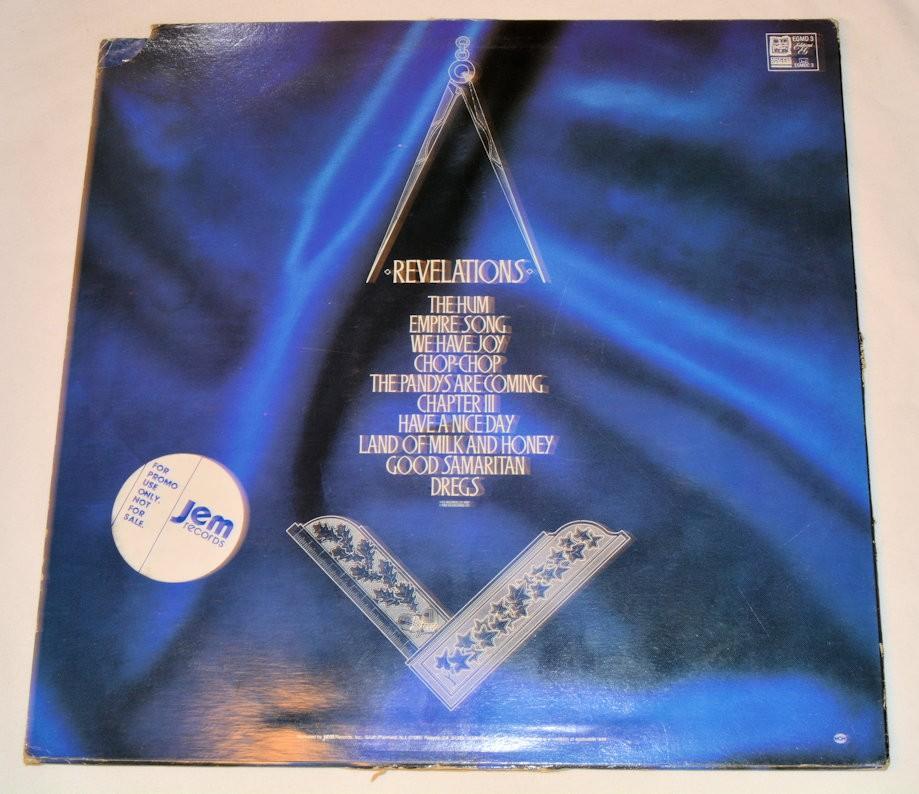 EGMD 3
REVELATIONS
THE HUM
EMPIRE SONG
WE HAVE JOY
CHOP-CHOP
THE PANDYS ARE COMING
CHAPTER III
HAVE A NICE DAY
LAND OF MILK AND HONEY
GOOD SAMARITAN
DREGS
FOR
PROMO
USE
ONLY.
NOT
FOR
SALE.
jem
records